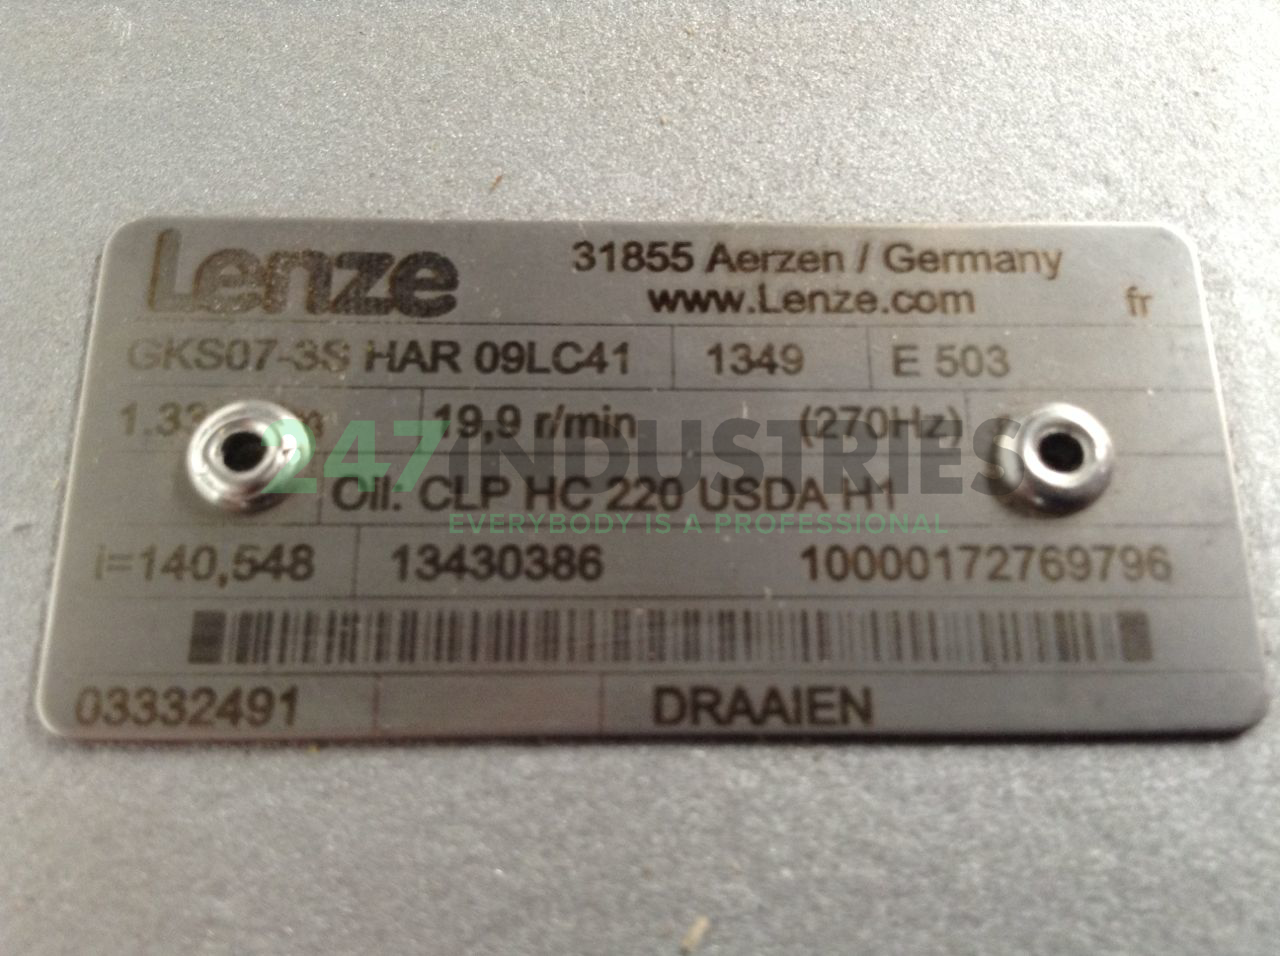 Lenze 31855 Aerzen / Germany
www.Lenze.com fr
GKS07-3S HAR 09LC41 1349 E 503
19,9 r/min (270Hz)
247INDUSTRIES
Oil: CLP HC 220 USDA H1
EVERYBODY IS A PROFESSIONAL
i=140,548 13430386 10000172769796
03332491 DRAAIEN